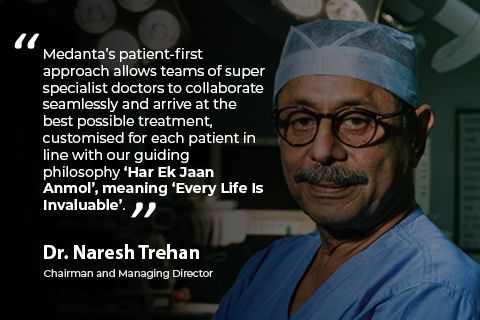 “
Medanta’s patient-first
approach allows teams of super
specialist doctors to collaborate
seamlessly and arrive at the
best possible treatment,
customised for each patient in
line with our guiding
philosophy ‘Har Ek Jaan
Anmol’, meaning ‘Every Life Is
Invaluable’. ”
Dr. Naresh Trehan
Chairman and Managing Director